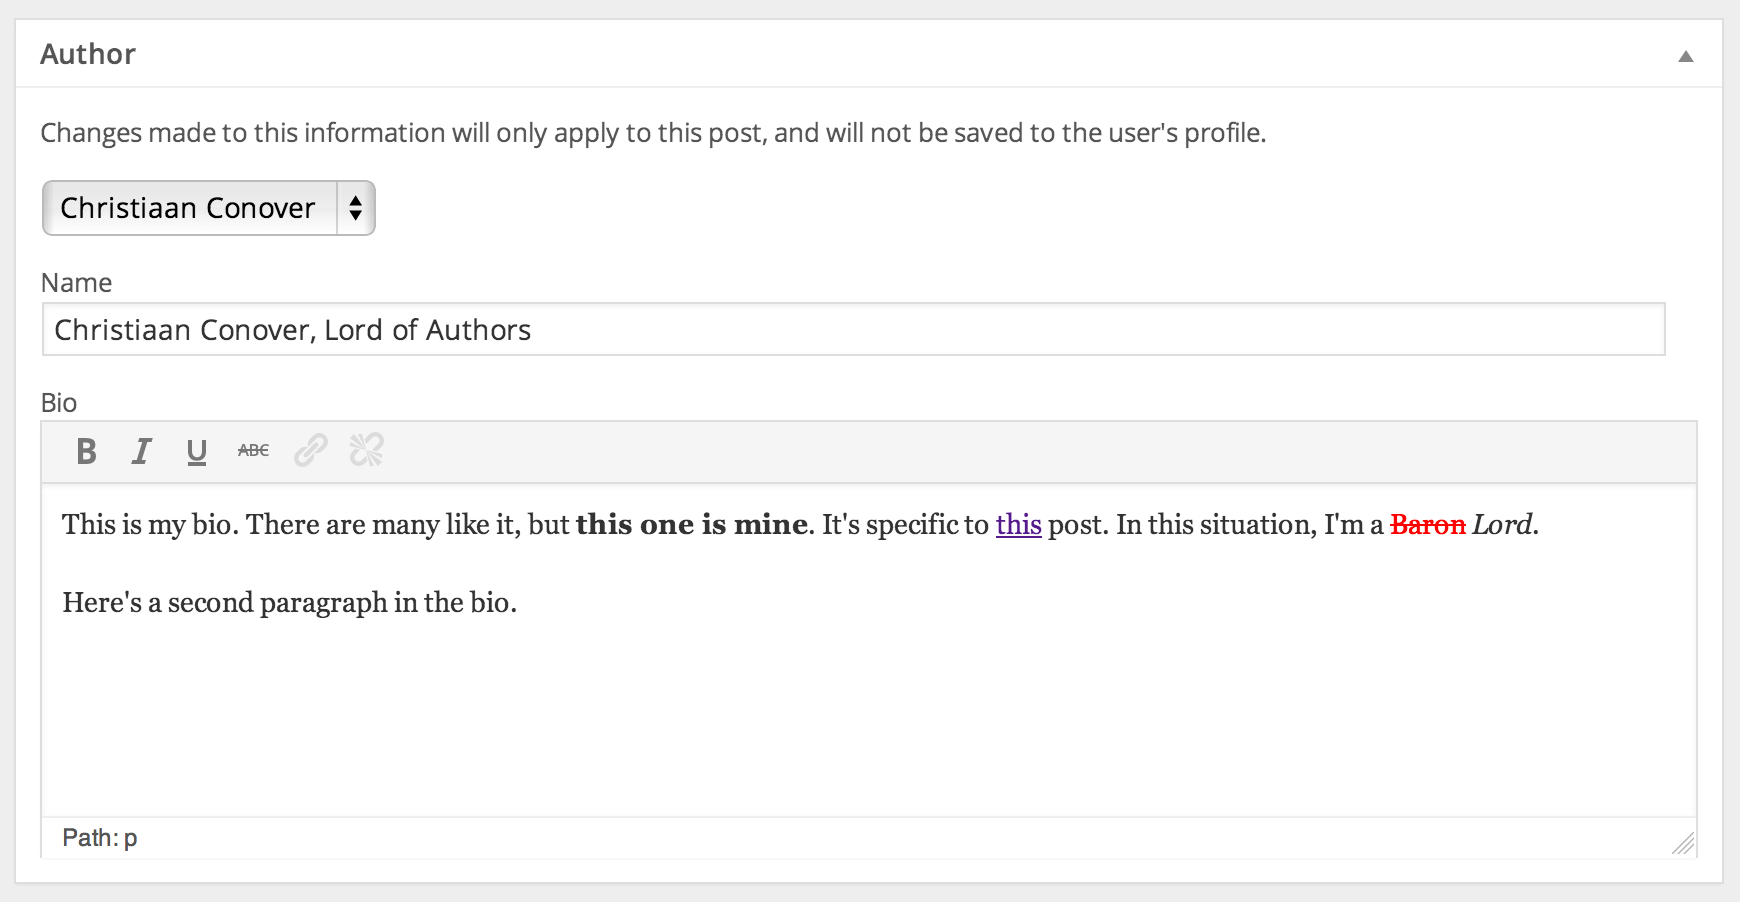 Author
Changes made to this information will only apply to this post, and will not be saved to the user's profile.
Christiaan Conover
Name
Christiaan Conover, Lord of Authors
Bio
B I U ABC
This is my bio. There are many like it, but this one is mine. It's specific to this post. In this situation, I'm a Baron Lord.
Here's a second paragraph in the bio.
Path: p